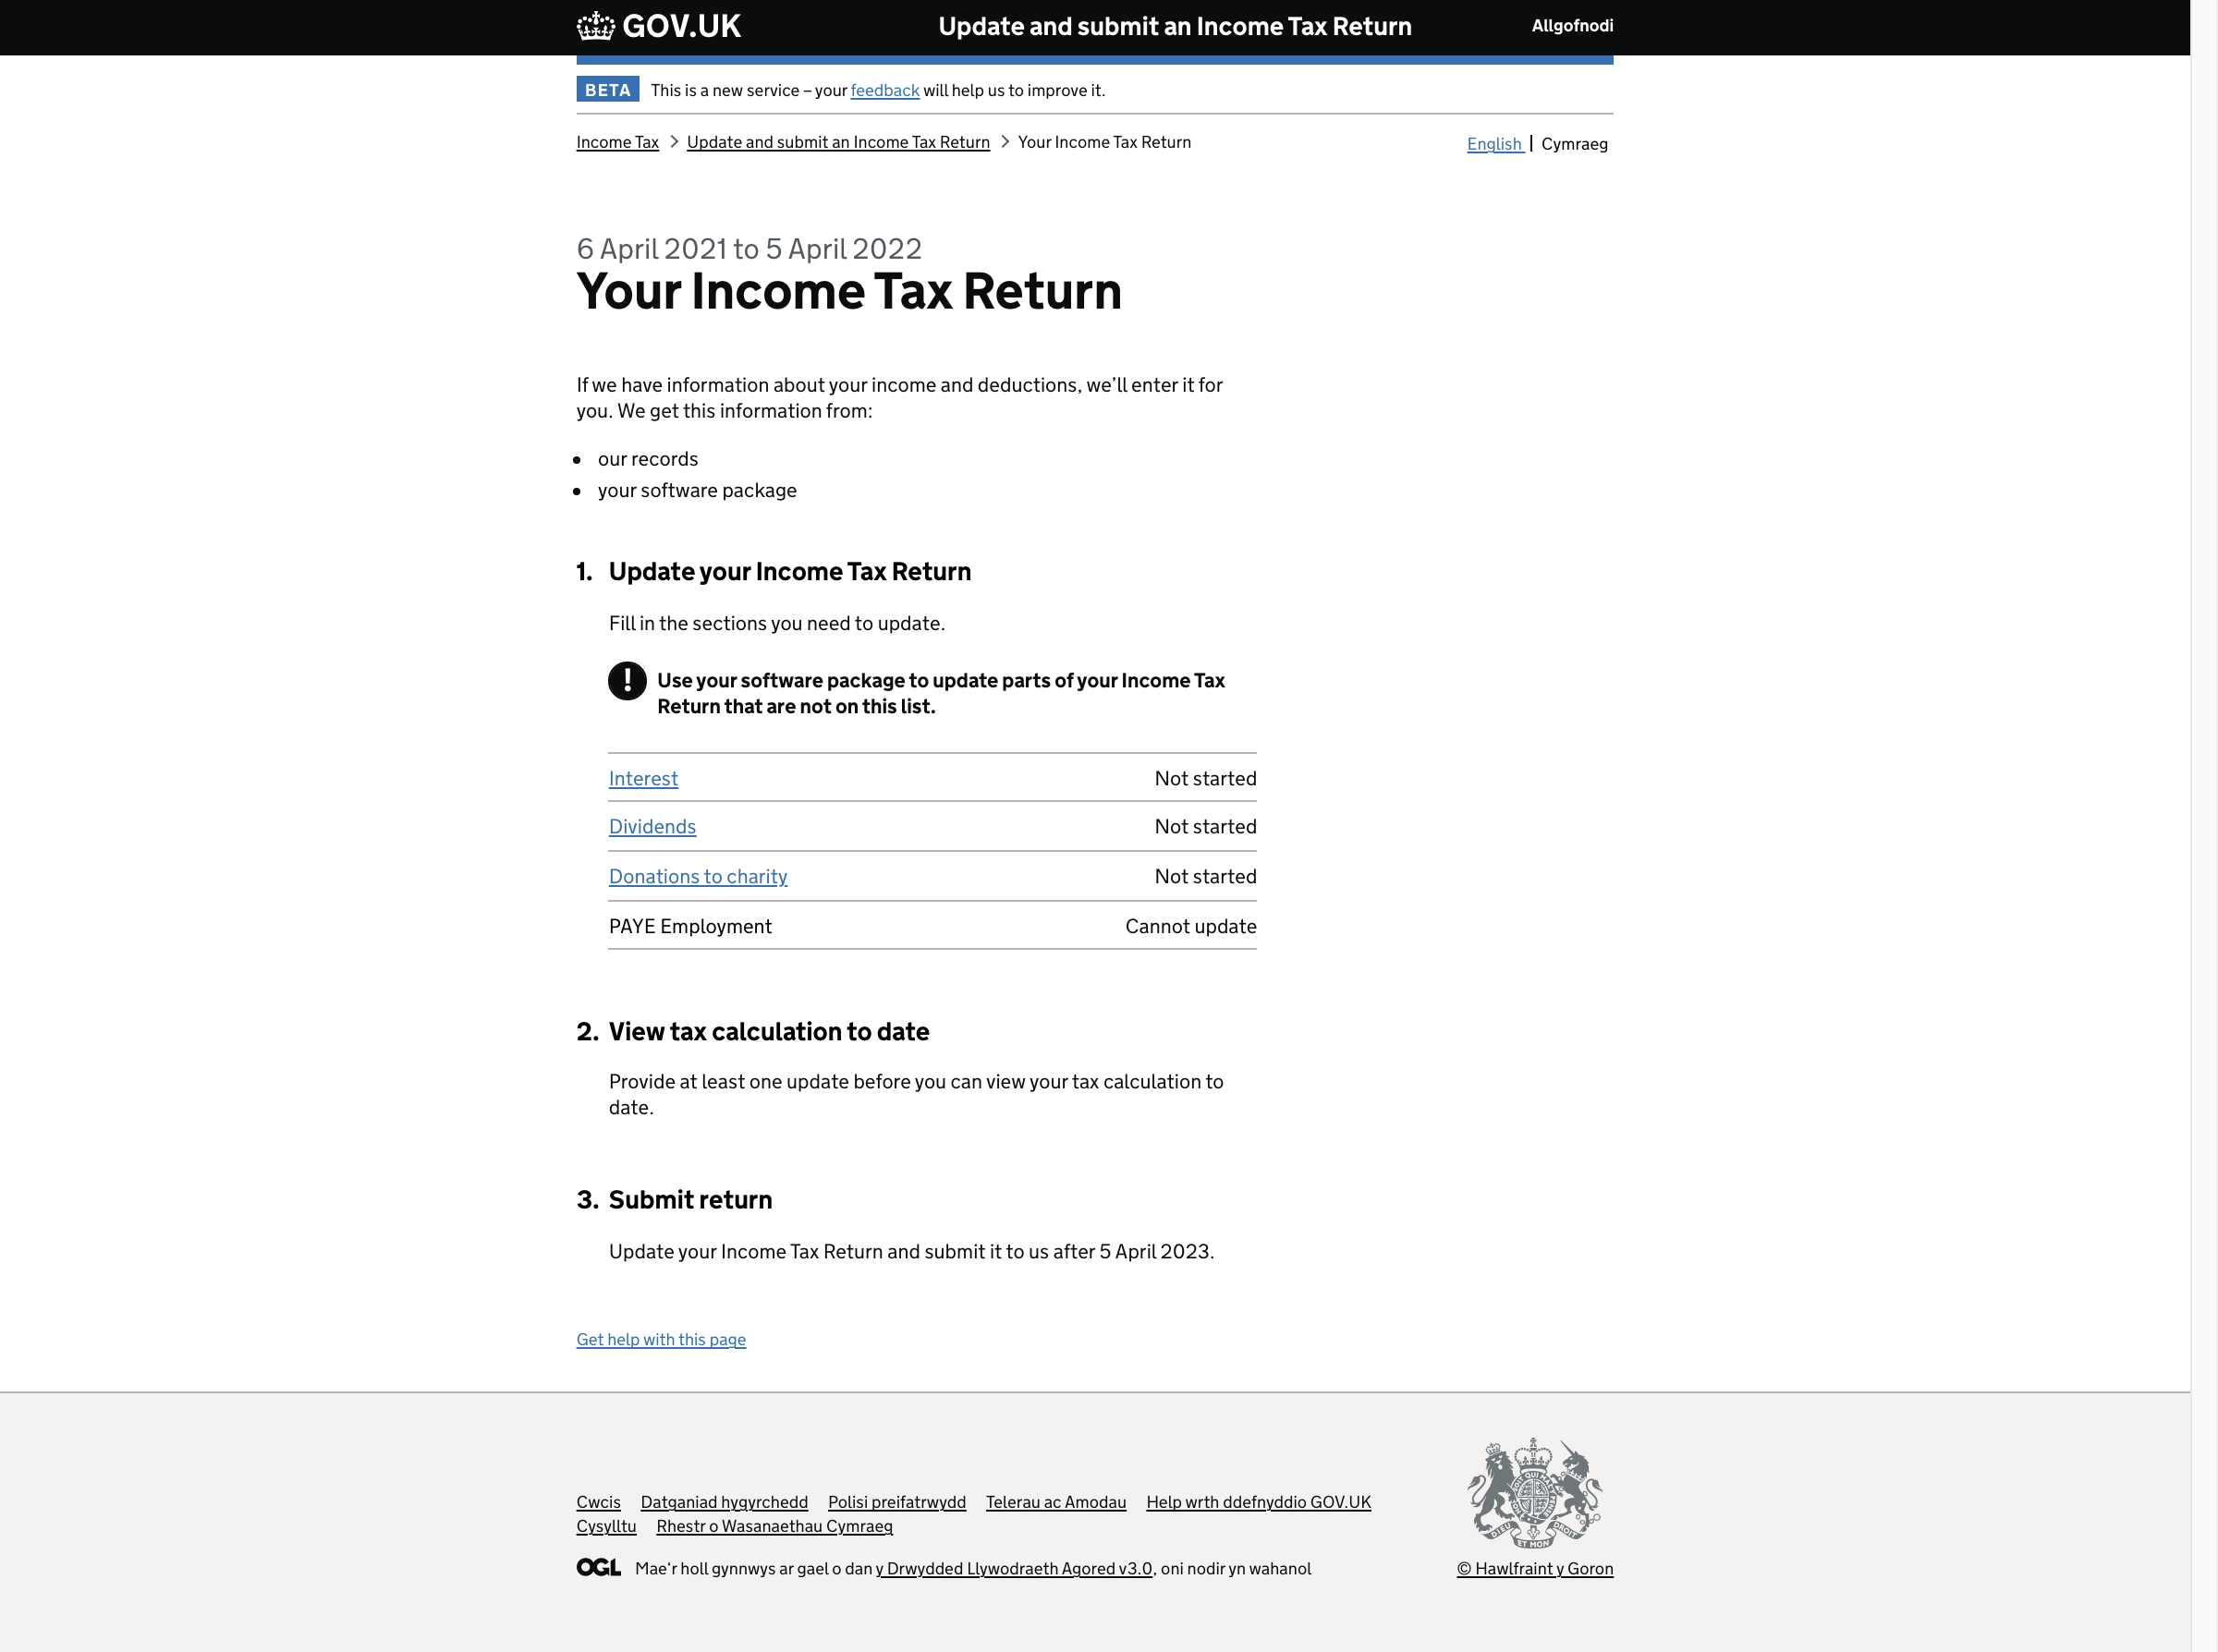 GOV.UK
Update and submit an Income Tax Return
Allgofnodi
BETA This is a new service – your feedback will help us to improve it.
Income Tax > Update and submit an Income Tax Return > Your Income Tax Return
English | Cymraeg
6 April 2021 to 5 April 2022
Your Income Tax Return
If we have information about your income and deductions, we’ll enter it for
you. We get this information from:
• our records
• your software package
1. Update your Income Tax Return
Fill in the sections you need to update.
! Use your software package to update parts of your Income Tax
Return that are not on this list.
Interest Not started
Dividends Not started
Donations to charity Not started
PAYE Employment Cannot update
2. View tax calculation to date
Provide at least one update before you can view your tax calculation to
date.
3. Submit return
Update your Income Tax Return and submit it to us after 5 April 2023.
Get help with this page
Cwcis Datganiad hygyrchedd Polisi preifatrwydd Telerau ac Amodau Help wrth ddefnyddio GOV.UK
Cysylltu Rhestr o Wasanaethau Cymraeg
OGL Mae‘r holl gynnwys ar gael o dan y Drwydded Llywodraeth Agored v3.0, oni nodir yn wahanol
DIEU ET MON DROIT
© Hawlfraint y Goron